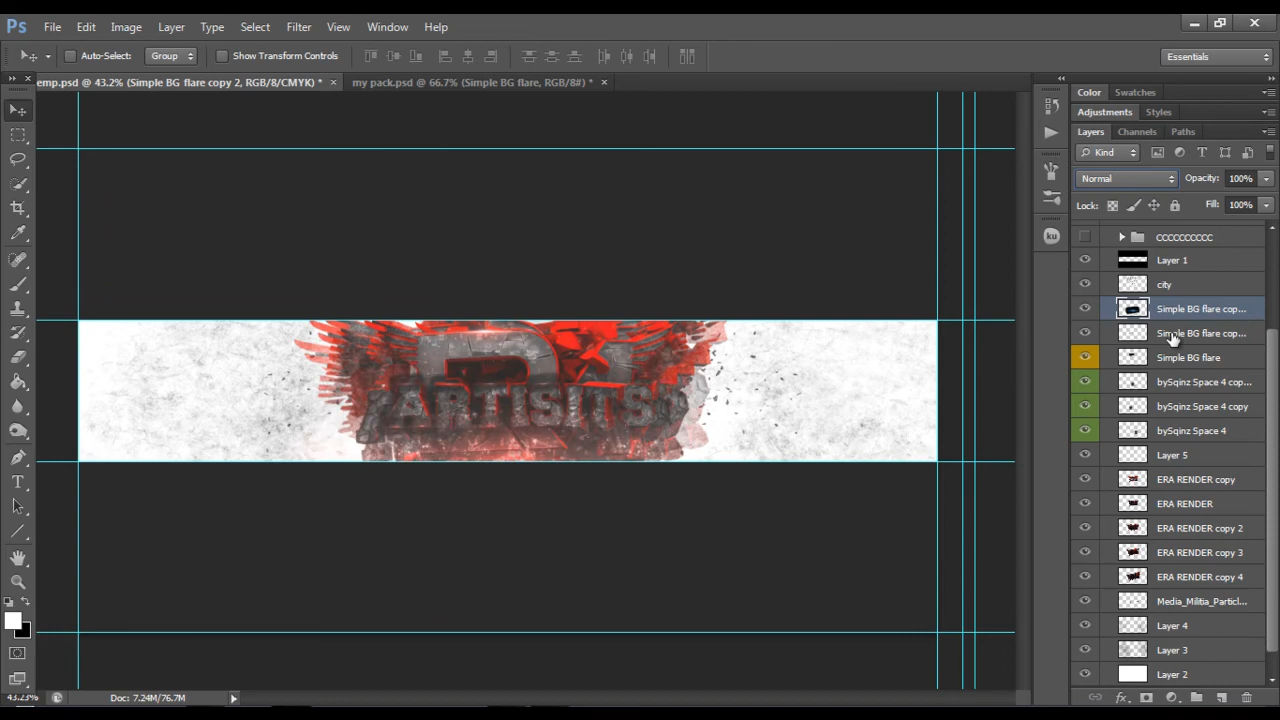 Ps File Edit Image Layer Type Select Filter View Window Help
Auto-Select: Group Show Transform Controls Essentials
emp.psd @ 43.2% (Simple BG flare copy 2, RGB/8/CMYK) * × my pack.psd @ 66.7% (Simple BG flare, RGB/8#) * ×
Color Swatches
Adjustments Styles
Layers Channels Paths
Kind
Normal Opacity: 100%
Lock: Fill: 100%
ku
CCCCCCCCCC
Layer 1
city
Simple BG flare cop...
Simple BG flare cop...
Simple BG flare
bySqinz Space 4 cop...
bySqinz Space 4 copy
bySqinz Space 4
Layer 5
ERA RENDER copy
ERA RENDER
ERA RENDER copy 2
ERA RENDER copy 3
ERA RENDER copy 4
Media_Militia_Particl...
Layer 4
Layer 3
Layer 2
ARTISITS
43.23% Doc: 7.24M/76.7M
fx